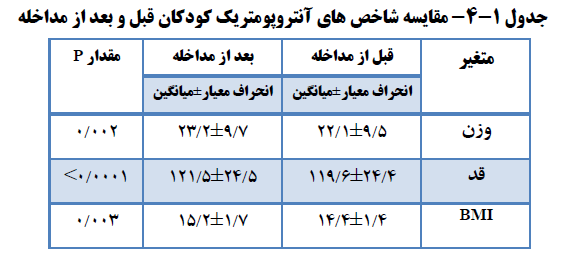 جدول ۱-۴- مقایسه شاخص های آنتروپومتریک کودکان قبل و بعد از مداخله
متغیر قبل از مداخله بعد از مداخله مقدار P
انحراف معیار±میانگین انحراف معیار±میانگین
وزن ۲۲/۱±۹/۵ ۲۳/۲±۹/۷ ۰/۰۰۲
قد ۱۱۹/۶±۲۴/۴ ۱۲۱/۵±۲۴/۵ <۰/۰۰۰۱
BMI ۱۴/۴±۱/۴ ۱۵/۲±۱/۷ ۰/۰۰۳